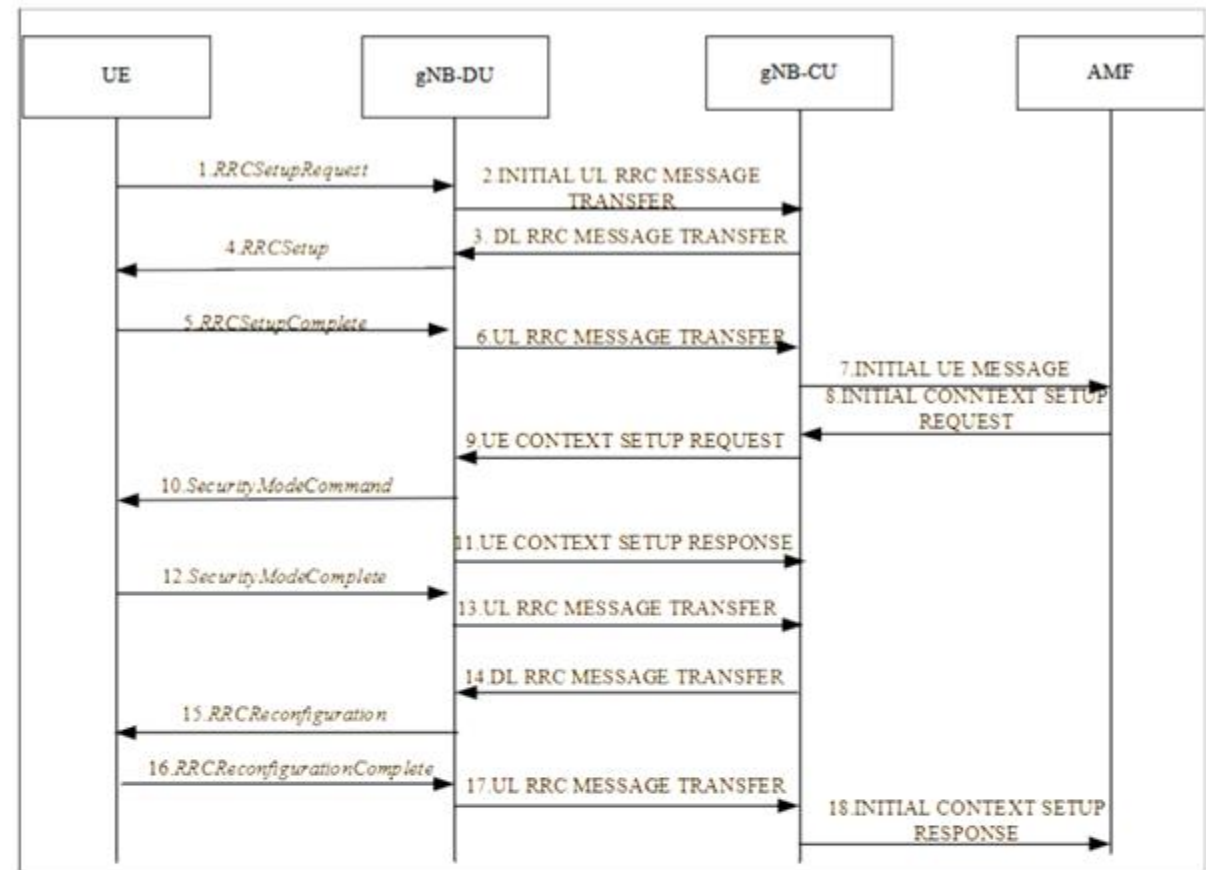 UE
gNB-DU
gNB-CU
AMF
1.RRCSetupRequest
2.INITIAL UL RRC MESSAGE
TRANSFER
3. DL RRC MESSAGE TRANSFER
4.RRCSetup
5.RRCSetupComplete
6.UL RRC MESSAGE TRANSFER
7.INITIAL UE MESSAGE
8.INITIAL CONNTEXT SETUP
REQUEST
9.UE CONTEXT SETUP REQUEST
10.SecurityModeCommand
11.UE CONTEXT SETUP RESPONSE
12.SecurityModeComplete
13.UL RRC MESSAGE TRANSFER
14.DL RRC MESSAGE TRANSFER
15.RRCReconfiguration
16.RRCReconfigurationComplete
17.UL RRC MESSAGE TRANSFER
18.INITIAL CONTEXT SETUP
RESPONSE